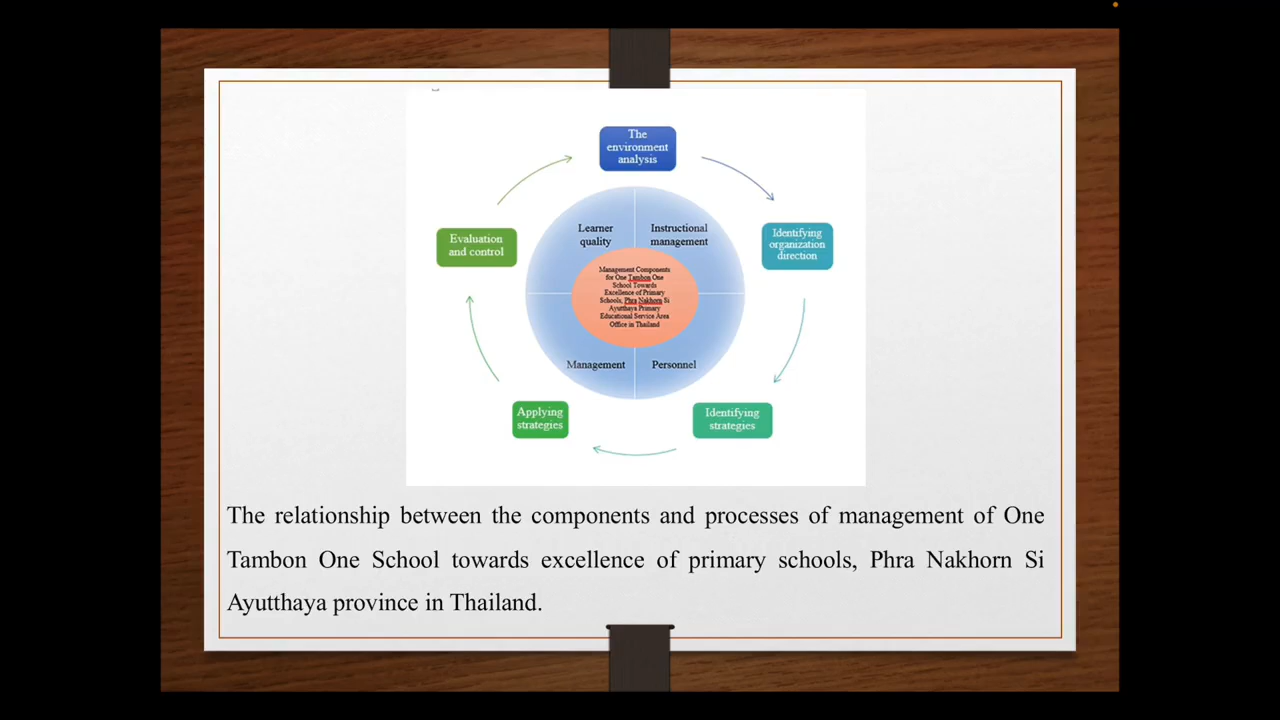 The
environment
analysis
Evaluation
and control
Learner
quality
Instructional
management
Identifying
organization
direction
Management Components
for One Tambon One
School Towards
Excellence of Primary
Schools, Phra Nakhorn Si
Ayutthaya Primary
Educational Service Area
Office in Thailand
Management
Personnel
Applying
strategies
Identifying
strategies
The relationship between the components and processes of management of One
Tambon One School towards excellence of primary schools, Phra Nakhorn Si
Ayutthaya province in Thailand.